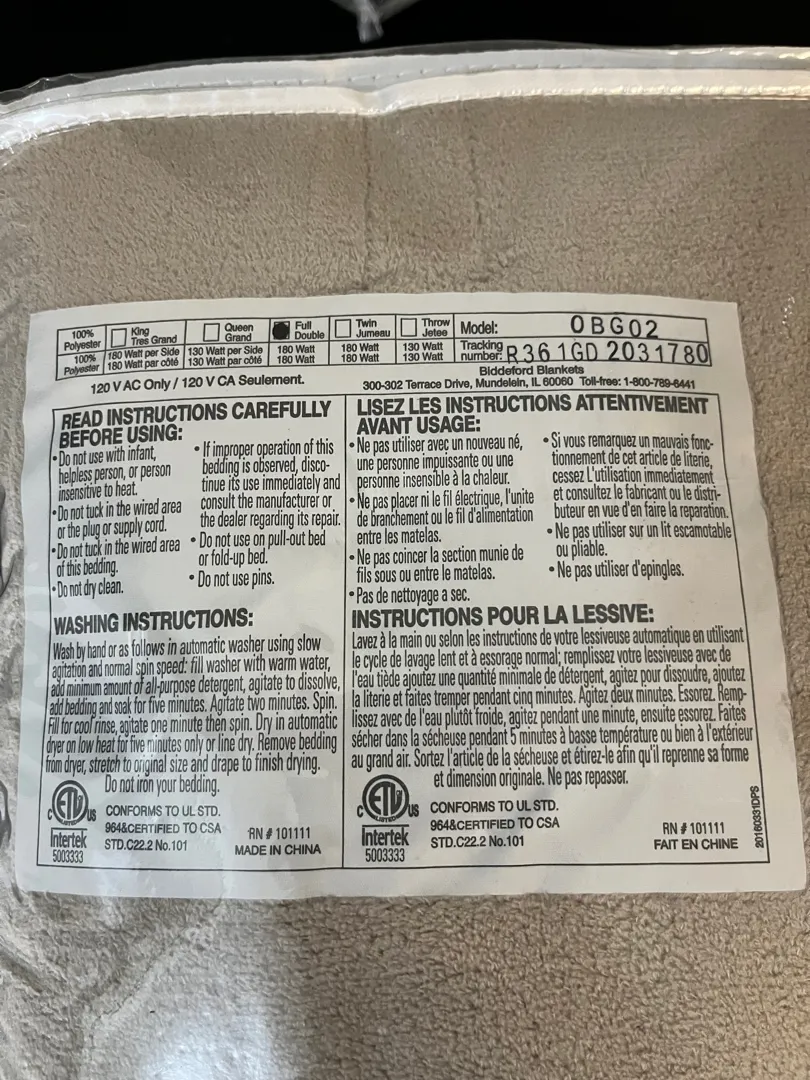 100% Polyester
King Tres Grand
Queen Grand
Full Double
Twin Jumeau
Throw Jetee
Model: OBG02
100% Polyester
180 Watt per Side
180 Watt par côté
130 Watt per Side
130 Watt par côté
180 Watt
180 Watt
180 Watt
180 Watt
130 Watt
130 Watt
Tracking number: R361GD 2031780
120 V AC Only / 120 V CA Seulement.
Biddeford Blankets
300-302 Terrace Drive, Mundelein, IL 60060 Toll-free: 1-800-789-6441
READ INSTRUCTIONS CAREFULLY
BEFORE USING:
• Do not use with infant,
helpless person, or person
insensitive to heat.
• Do not tuck in the wired area
or the plug or supply cord.
• Do not tuck in the wired area
of this bedding.
• Do not dry clean.
• If improper operation of this
bedding is observed, disco-
tinue its use immediately and
consult the manufacturer or
the dealer regarding its repair.
• Do not use on pull-out bed
or fold-up bed.
• Do not use pins.
WASHING INSTRUCTIONS:
Wash by hand or as follows in automatic washer using slow
agitation and normal spin speed: fill washer with warm water,
add minimum amount of all-purpose detergent, agitate to dissolve,
add bedding and soak for five minutes. Agitate two minutes. Spin.
Fill for cool rinse, agitate one minute then spin. Dry in automatic
dryer on low heat for five minutes only or line dry. Remove bedding
from dryer, stretch to original size and drape to finish drying.
Do not iron your bedding.
C ETL US
LISTED
Intertek
5003333
CONFORMS TO UL STD.
964&CERTIFIED TO CSA
STD.C22.2 No.101
RN # 101111
MADE IN CHINA
LISEZ LES INSTRUCTIONS ATTENTIVEMENT
AVANT USAGE:
• Ne pas utiliser avec un nouveau né,
une personne impuissante ou une
personne insensible à la chaleur.
• Ne pas placer ni le fil électrique, l'unite
de branchement ou le fil d'alimentation
entre les matelas.
• Ne pas coincer la section munie de
fils sous ou entre le matelas.
• Pas de nettoyage a sec.
• Si vous remarquez un mauvais fonc-
tionnement de cet article de literie,
cessez L'utilisation immediatement
et consultez le fabricant ou le distri-
buteur en vue d'en faire la reparation.
• Ne pas utiliser sur un lit escamotable
ou pliable.
• Ne pas utiliser d'epingles.
INSTRUCTIONS POUR LA LESSIVE:
Lavez à la main ou selon les instructions de votre lessiveuse automatique en utilisant
le cycle de lavage lent et à essorage normal; remplissez votre lessiveuse avec de
l'eau tiède ajoutez une quantité minimale de détergent, agitez pour dissoudre, ajoutez
la literie et faites tremper pendant cinq minutes. Agitez deux minutes. Essorez. Remp-
lissez avec de l'eau plutôt froide, agitez pendant une minute, ensuite essorez. Faites
sécher dans la sécheuse pendant 5 minutes à basse température ou bien à l'extérieur
au grand air. Sortez l'article de la sécheuse et étirez-le afin qu'il reprenne sa forme
et dimension originale. Ne pas repasser.
C ETL US
LISTED
Intertek
5003333
CONFORMS TO UL STD.
964&CERTIFIED TO CSA
STD.C22.2 No.101
RN # 101111
FAIT EN CHINE
20160331DPS